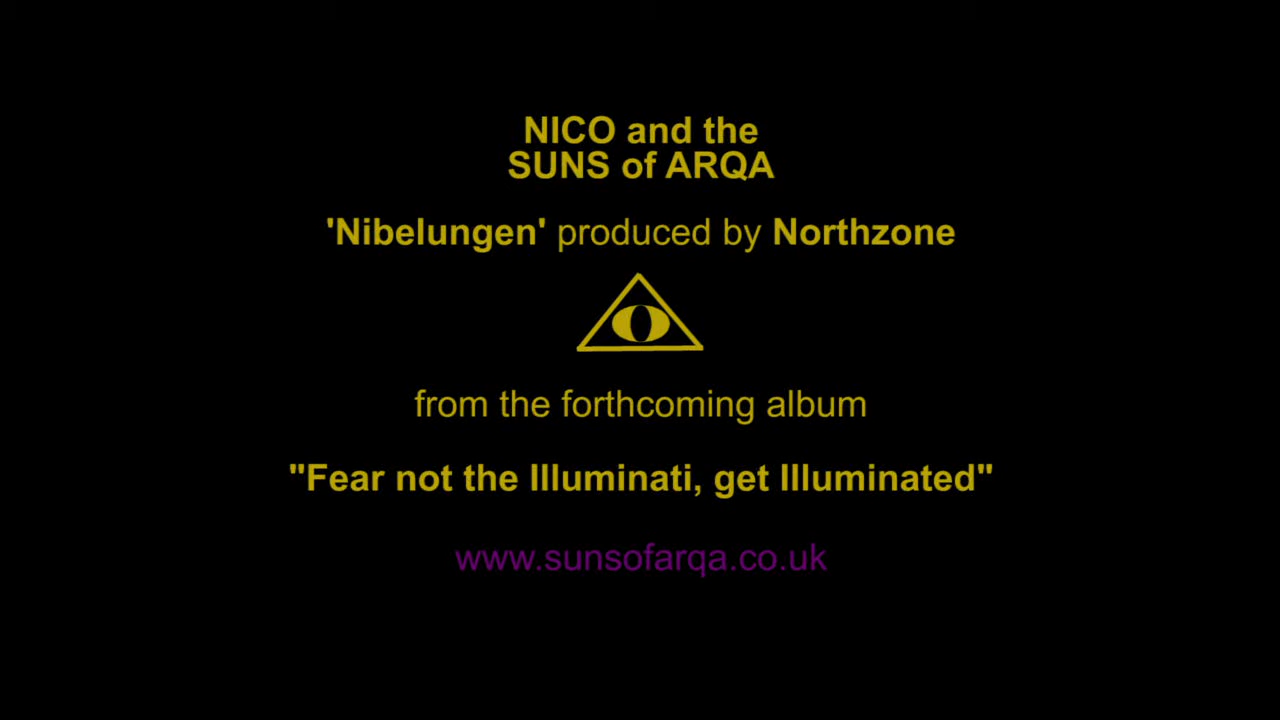 NICO and the
SUNS of ARQA
'Nibelungen' produced by Northzone
from the forthcoming album
"Fear not the Illuminati, get Illuminated"
www.sunsofarqa.co.uk